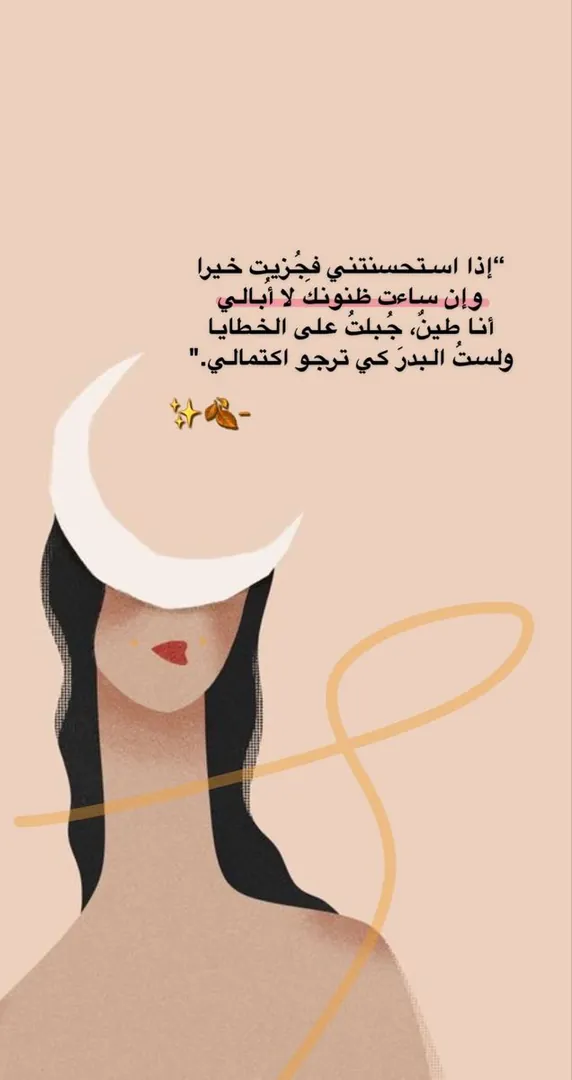 “إذا استحسنتني فجُزيت خيرا
وإن ساءت ظنونكَ لا أُبالي
أنا طينٌ، جُبلتُ على الخطايا
ولستُ البدرَ كي ترجو اكتمالي."
-🍂✨